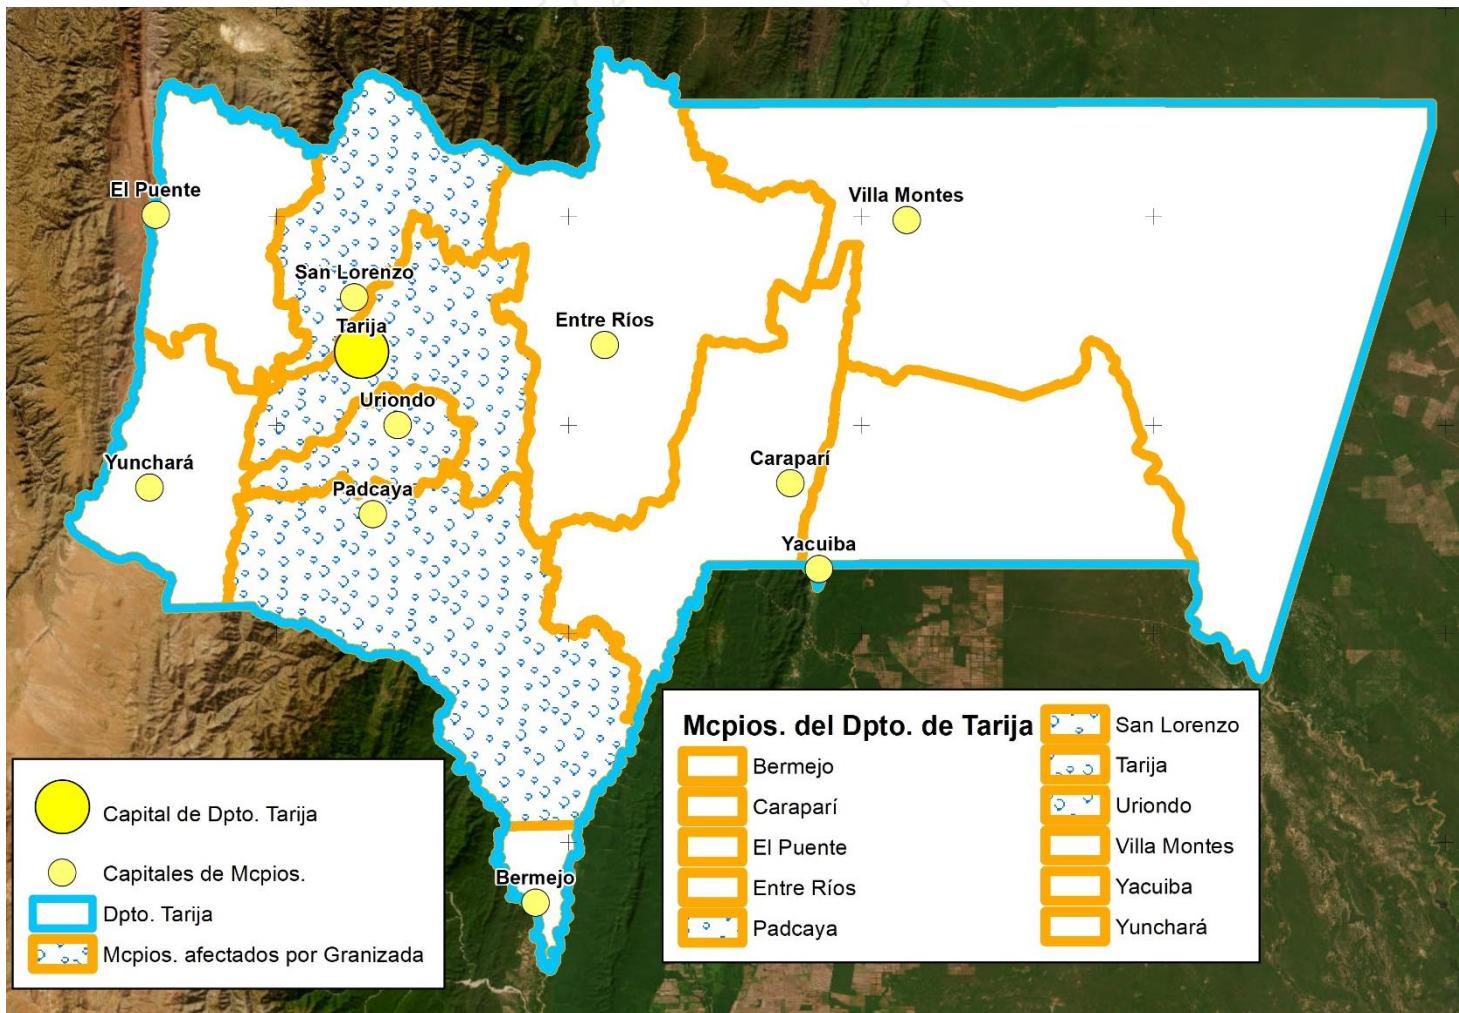 El Puente
Villa Montes
San Lorenzo
Tarija
Entre Ríos
Uriondo
Yunchará
Caraparí
Padcaya
Yacuiba
Bermejo
Capital de Dpto. Tarija
Capitales de Mcpios.
Dpto. Tarija
Mcpios. afectados por Granizada
Mcpios. del Dpto. de Tarija
Bermejo
Caraparí
El Puente
Entre Ríos
Padcaya
San Lorenzo
Tarija
Uriondo
Villa Montes
Yacuiba
Yunchará